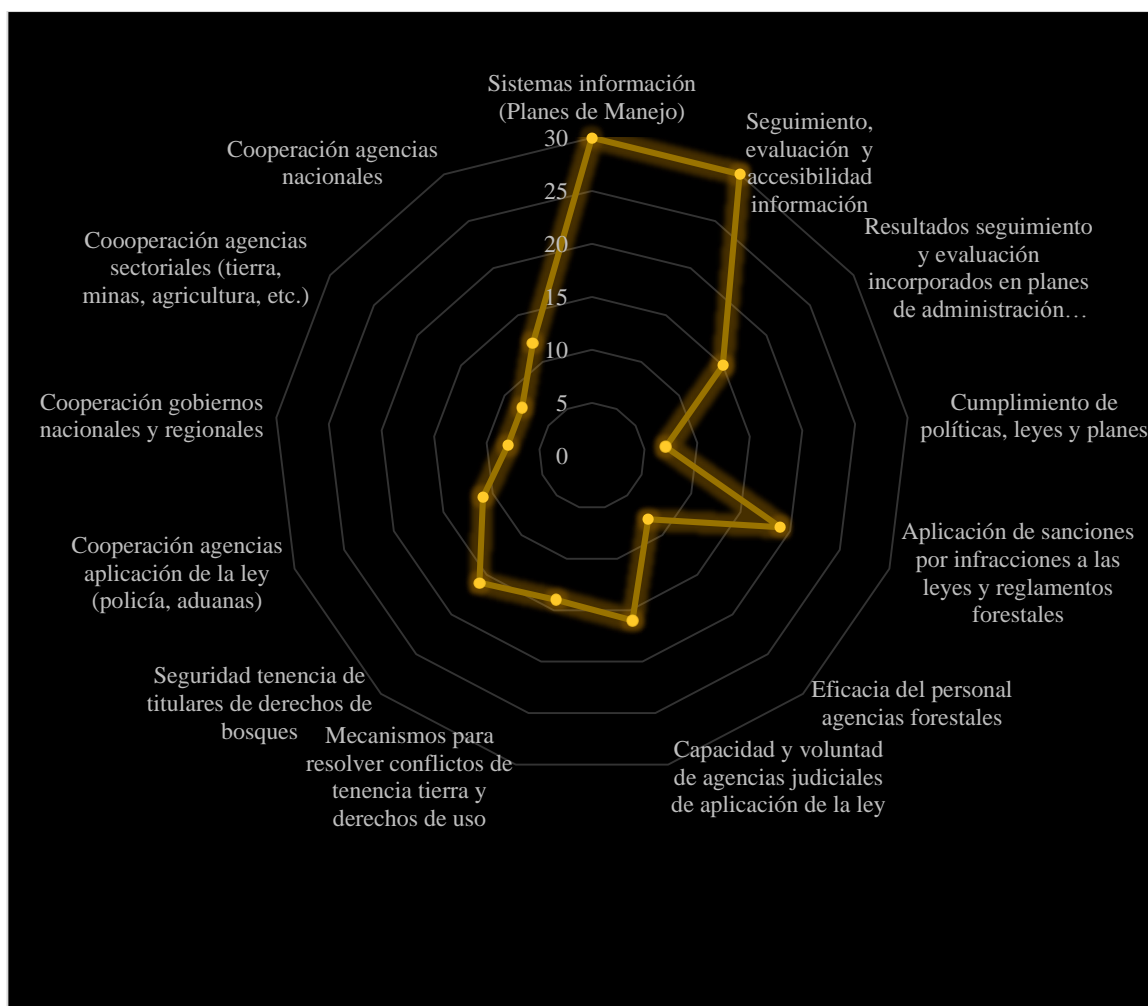 Sistemas información
(Planes de Manejo)
Seguimiento,
evaluación y
accesibilidad
información
Resultados seguimiento
y evaluación
incorporados en planes
de administración…
Cumplimiento de
políticas, leyes y planes
Aplicación de sanciones
por infracciones a las
leyes y reglamentos
forestales
Eficacia del personal
agencias forestales
Capacidad y voluntad
de agencias judiciales
de aplicación de la ley
Mecanismos para
resolver conflictos de
tenencia tierra y
derechos de uso
Seguridad tenencia de
titulares de derechos de
bosques
Cooperación agencias
aplicación de la ley
(policía, aduanas)
Cooperación gobiernos
nacionales y regionales
Coooperación agencias
sectoriales (tierra,
minas, agricultura, etc.)
Cooperación agencias
nacionales
30
25
20
15
10
5
0